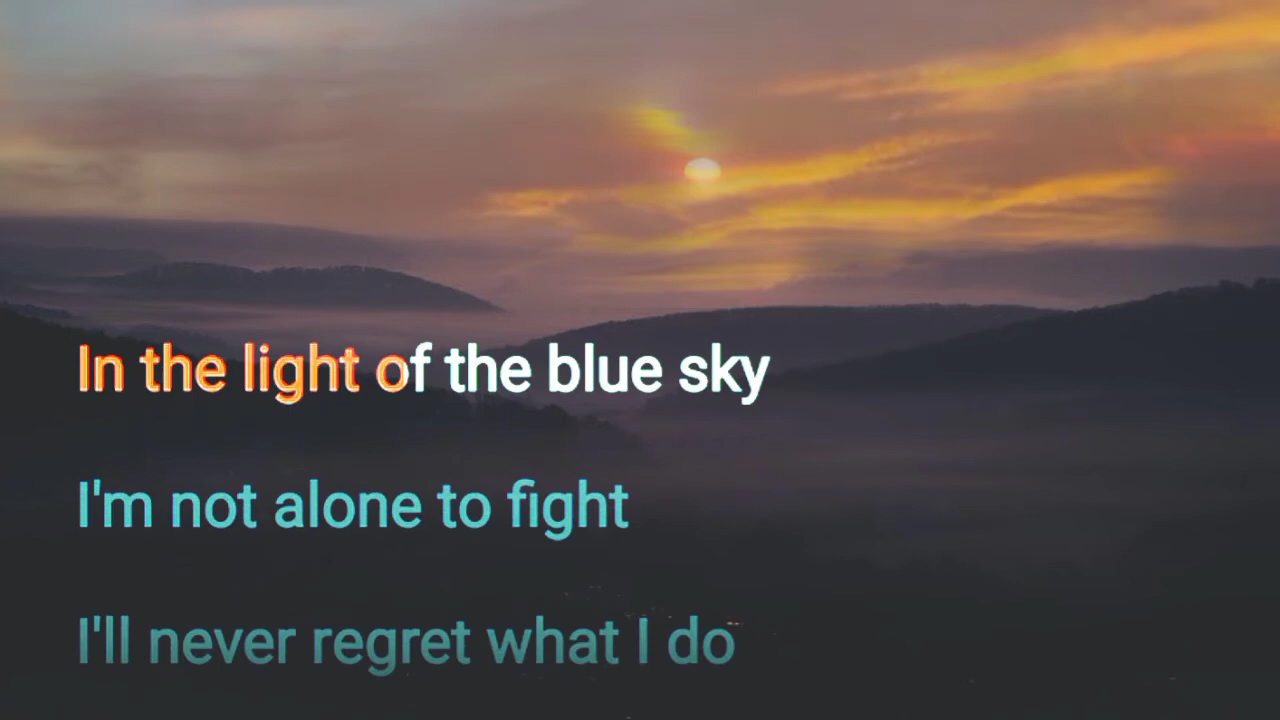 In the light of the blue sky
I'm not alone to fight
I'll never regret what I do